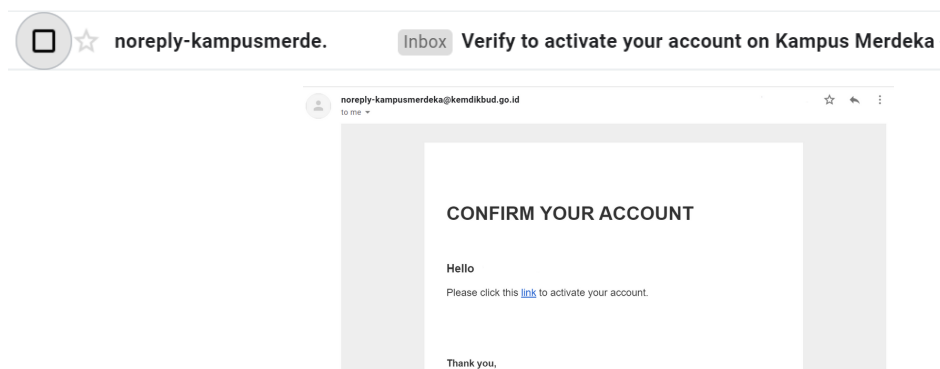 noreply-kampusmerde. Inbox Verify to activate your account on Kampus Merdeka
noreply-kampusmerdeka@kemdikbud.go.id
to me
CONFIRM YOUR ACCOUNT
Hello
Please click this link to activate your account.
Thank you,